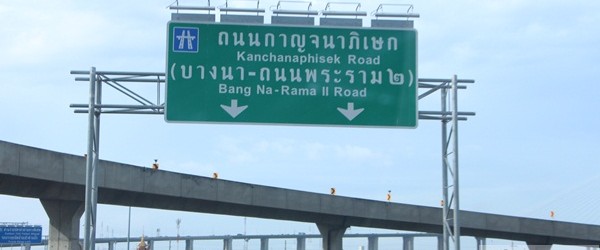 ถนนกาญจนาภิเษก
Kanchanaphisek Road
(บางนา-ถนนพระราม๒)
Bang Na-Rama II Road